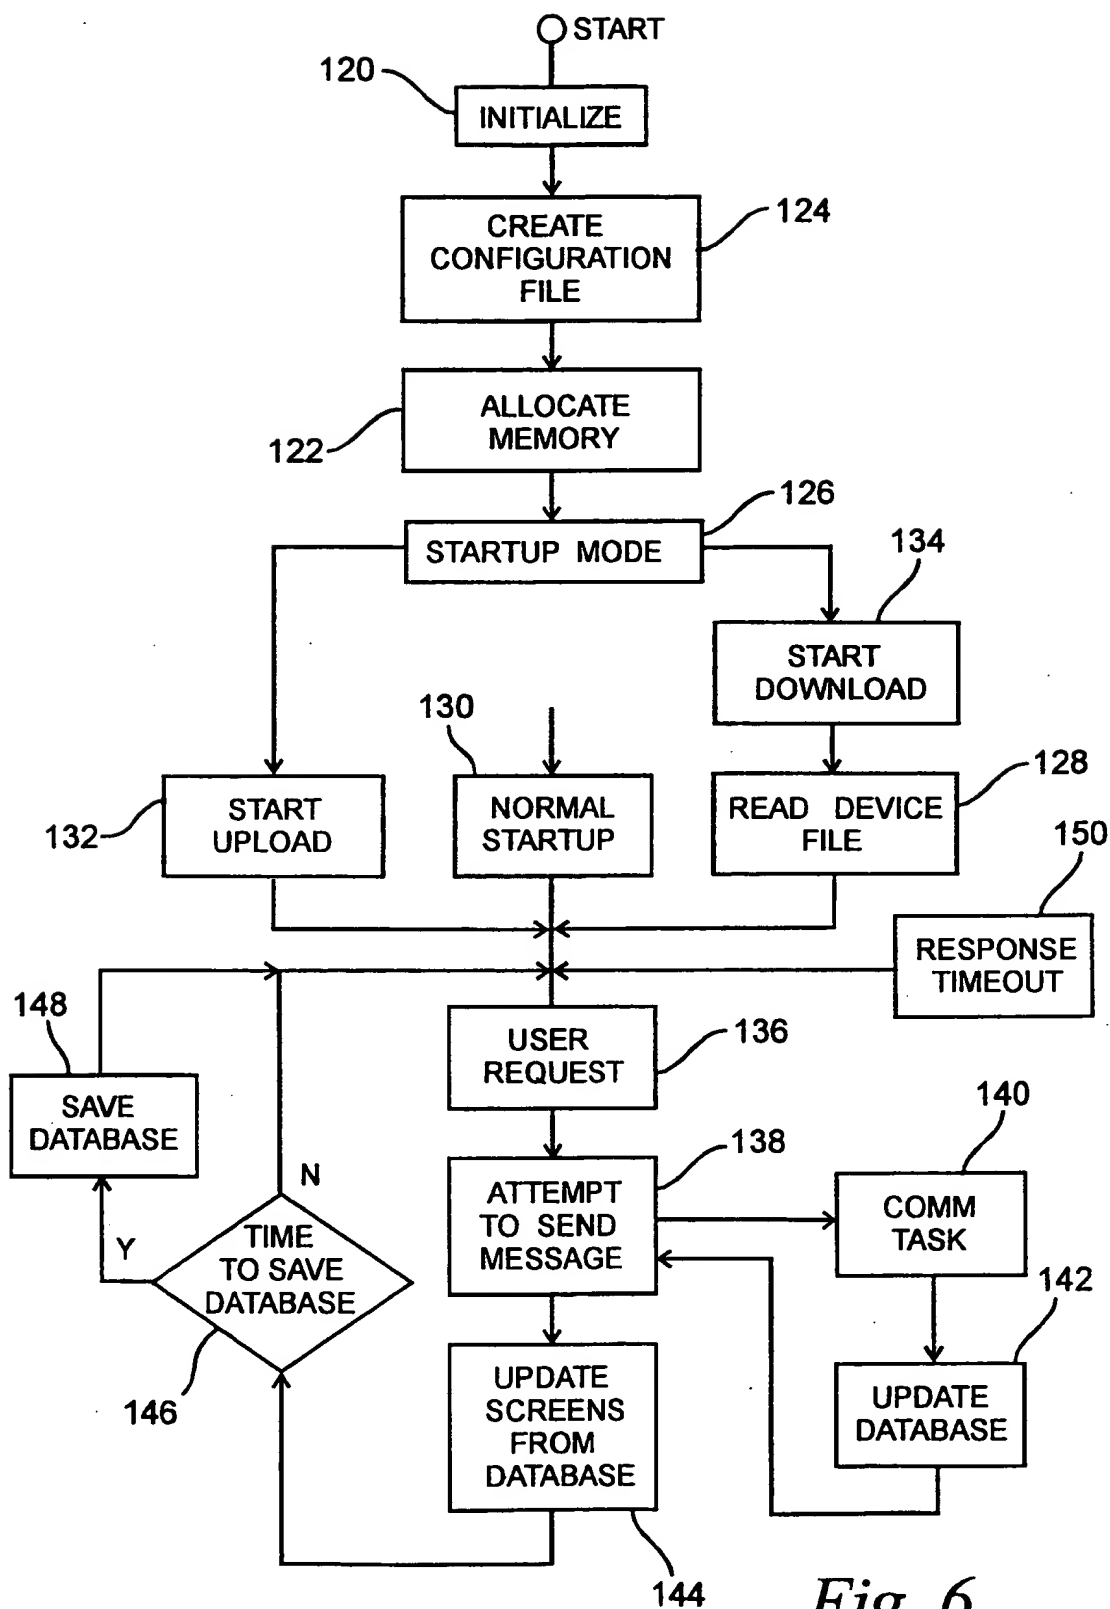 START
120
INITIALIZE
124
CREATE
CONFIGURATION
FILE
122
ALLOCATE
MEMORY
126
STARTUP MODE
134
START
DOWNLOAD
130
NORMAL
STARTUP
132
START
UPLOAD
128
READ DEVICE
FILE
150
RESPONSE
TIMEOUT
148
SAVE
DATABASE
136
USER
REQUEST
138
ATTEMPT
TO SEND
MESSAGE
140
COMM
TASK
N
Y
TIME
TO SAVE
DATABASE
146
142
UPDATE
DATABASE
UPDATE
SCREENS
FROM
DATABASE
144
Fig. 6